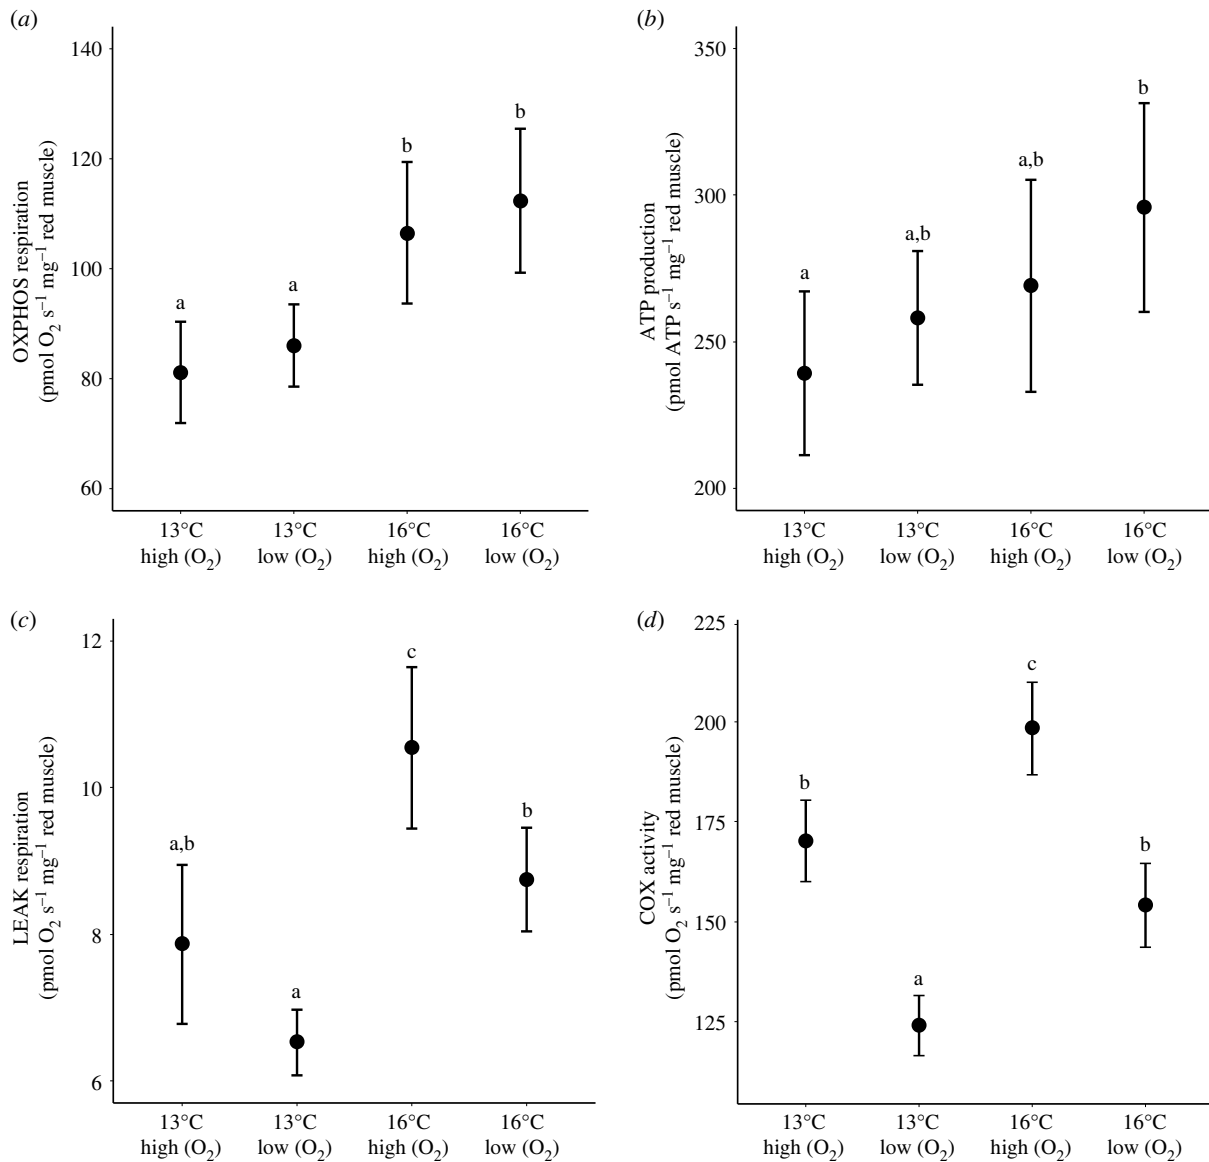 (a)
OXPHOS respiration
(pmol O₂ s⁻¹ mg⁻¹ red muscle)
140
120
100
80
60
a
a
b
b
13°C
high (O₂)
13°C
low (O₂)
16°C
high (O₂)
16°C
low (O₂)
(b)
ATP production
(pmol ATP s⁻¹ mg⁻¹ red muscle)
350
300
250
200
a
a,b
a,b
b
13°C
high (O₂)
13°C
low (O₂)
16°C
high (O₂)
16°C
low (O₂)
(c)
LEAK respiration
(pmol O₂ s⁻¹ mg⁻¹ red muscle)
12
10
8
6
a,b
a
c
b
13°C
high (O₂)
13°C
low (O₂)
16°C
high (O₂)
16°C
low (O₂)
(d)
COX activity
(pmol O₂ s⁻¹ mg⁻¹ red muscle)
225
200
175
150
125
b
a
c
b
13°C
high (O₂)
13°C
low (O₂)
16°C
high (O₂)
16°C
low (O₂)